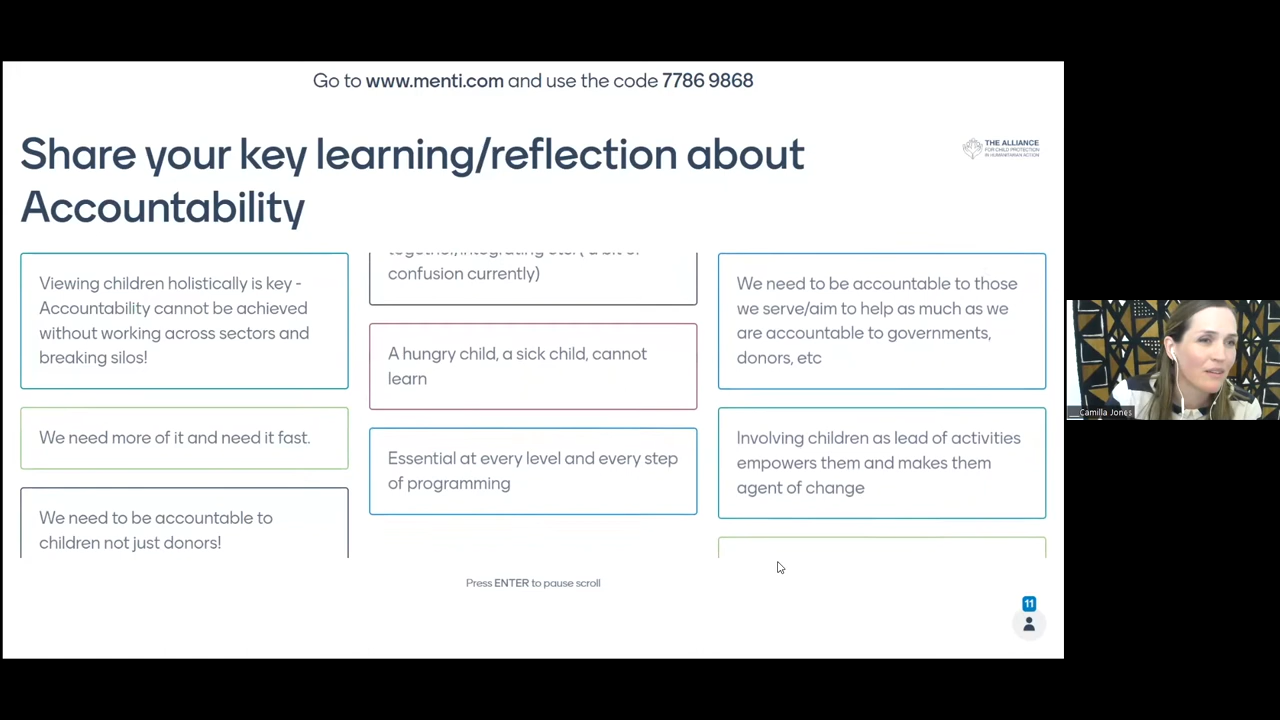 Go to www.menti.com and use the code 7786 9868
Share your key learning/reflection about
Accountability
THE ALLIANCE
FOR CHILD PROTECTION
IN HUMANITARIAN ACTION
Viewing children holistically is key -
Accountability cannot be achieved
without working across sectors and
breaking silos!
We need more of it and need it fast.
We need to be accountable to
children not just donors!
confusion currently)
A hungry child, a sick child, cannot
learn
Essential at every level and every step
of programming
We need to be accountable to those
we serve/aim to help as much as we
are accountable to governments,
donors, etc
Involving children as lead of activities
empowers them and makes them
agent of change
Press ENTER to pause scroll
11
Camilla Jones